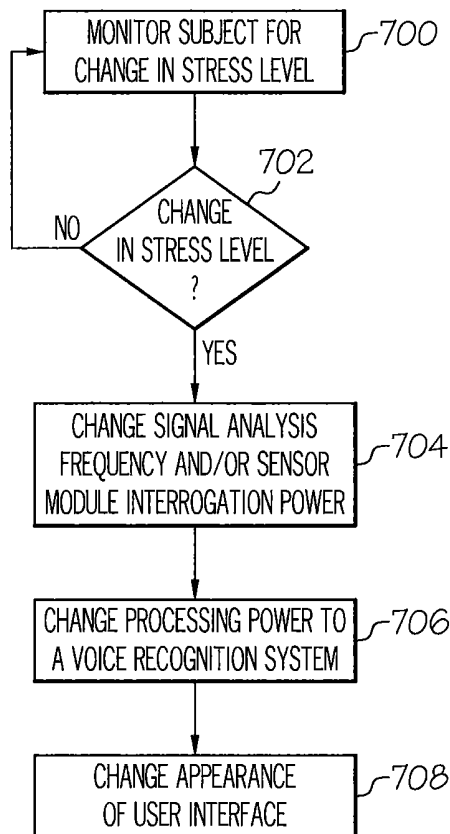 MONITOR SUBJECT FOR
CHANGE IN STRESS LEVEL
700
702
CHANGE
IN STRESS LEVEL
?
NO
YES
CHANGE SIGNAL ANALYSIS
FREQUENCY AND/OR SENSOR
MODULE INTERROGATION POWER
704
CHANGE PROCESSING POWER TO
A VOICE RECOGNITION SYSTEM
706
CHANGE APPEARANCE
OF USER INTERFACE
708